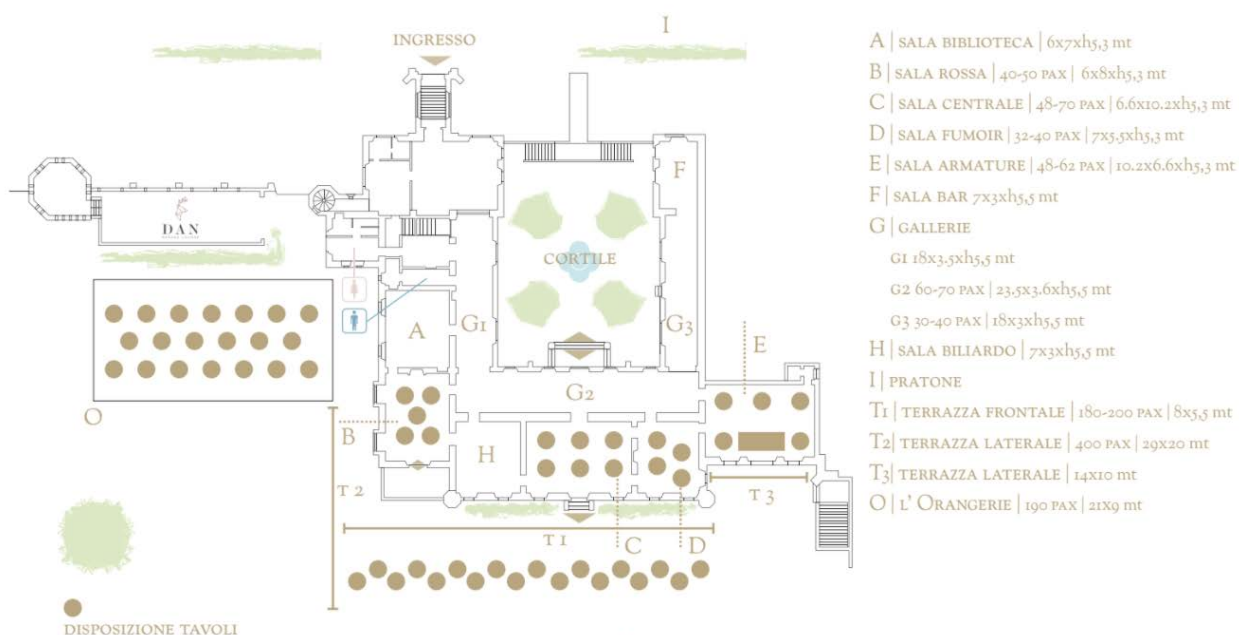 I
INGRESSO
DAN
F
CORTILE
A
G1
G3
E
G2
O
B
H
T 2
T 3
T1
C
D
DISPOSIZIONE TAVOLI
A | SALA BIBLIOTECA | 6x7xh5,3 mt
B | SALA ROSSA | 40-50 PAX | 6x8xh5,3 mt
C | SALA CENTRALE | 48-70 PAX | 6.6x10.2xh5,3 mt
D | SALA FUMOIR | 32-40 PAX | 7x5.5xh5,3 mt
E | SALA ARMATURE | 48-62 PAX | 10.2x6.6xh5,3 mt
F | SALA BAR 7x3xh5,5 mt
G | GALLERIE
G1 18x3.5xh5,5 mt
G2 60-70 PAX | 23,5x3.6xh5,5 mt
G3 30-40 PAX | 18x3xh5,5 mt
H | SALA BILIARDO | 7x3xh5,5 mt
I | PRATONE
T1 | TERRAZZA FRONTALE | 180-200 PAX | 8x5,5 mt
T2| TERRAZZA LATERALE | 400 PAX | 29x20 mt
T3| TERRAZZA LATERALE | 14x10 mt
O | L' ORANGERIE | 190 PAX | 21x9 mt